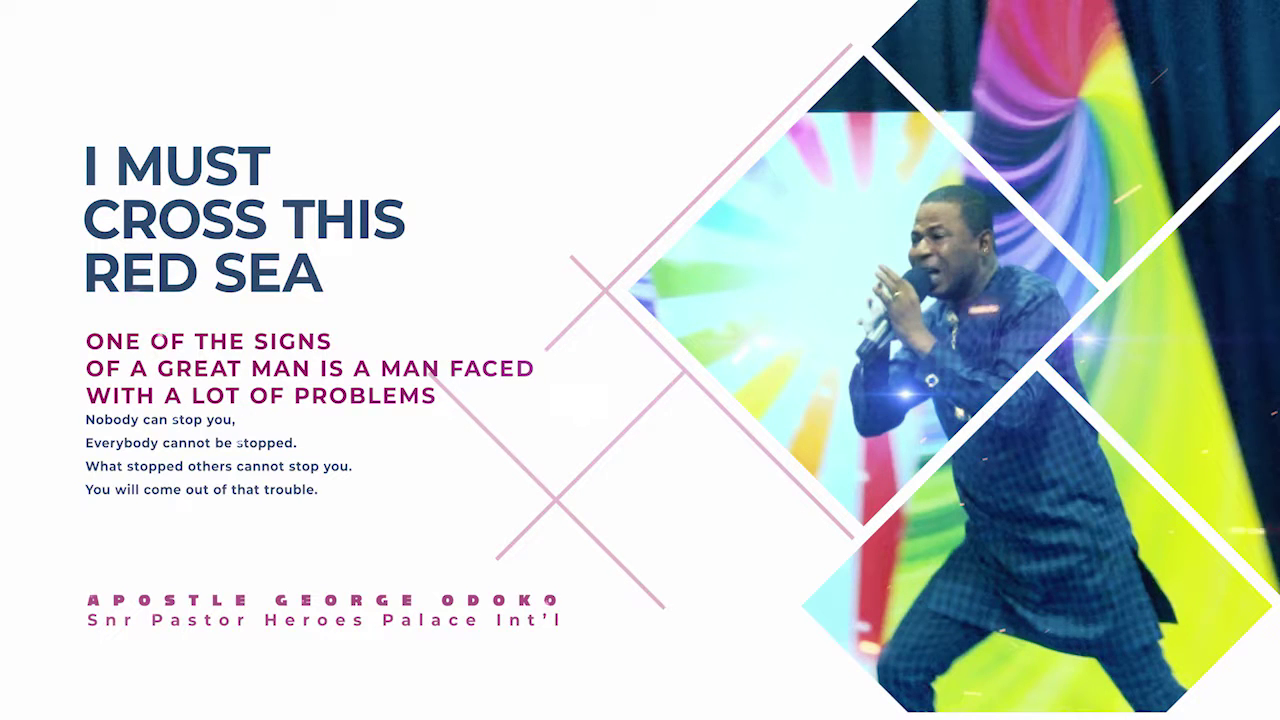 I MUST
CROSS THIS
RED SEA
ONE OF THE SIGNS
OF A GREAT MAN IS A MAN FACED
WITH A LOT OF PROBLEMS
Nobody can stop you,
Everybody cannot be stopped.
What stopped others cannot stop you.
You will come out of that trouble.
APOSTLE GEORGE ODOKO
Snr Pastor Heroes Palace Int'l